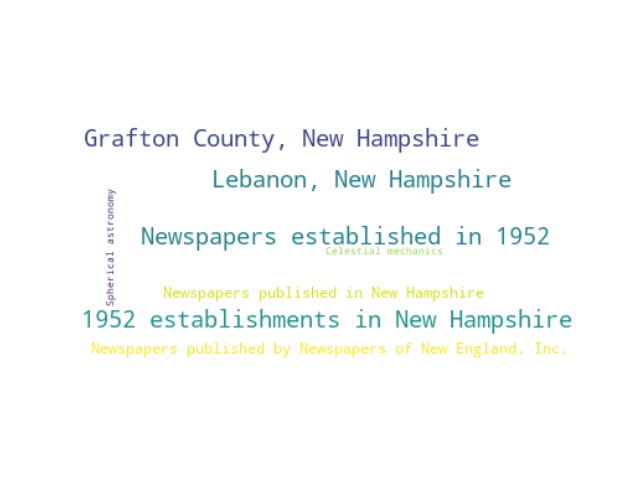 Grafton County, New Hampshire
Lebanon, New Hampshire
Spherical astronomy
Newspapers established in 1952
Celestial mechanics
Newspapers published in New Hampshire
1952 establishments in New Hampshire
Newspapers published by Newspapers of New England, Inc.